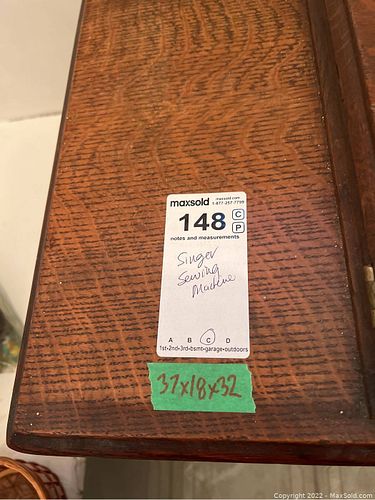 maxsold maxsold.com
1-877-257-7799
148 C
P
notes and measurements
Singer
Sewing
Machine
A B C D
1st•2nd•3rd•bsmt•garage•outdoors
37x18x32
Copyright 2022 - MaxSold.com